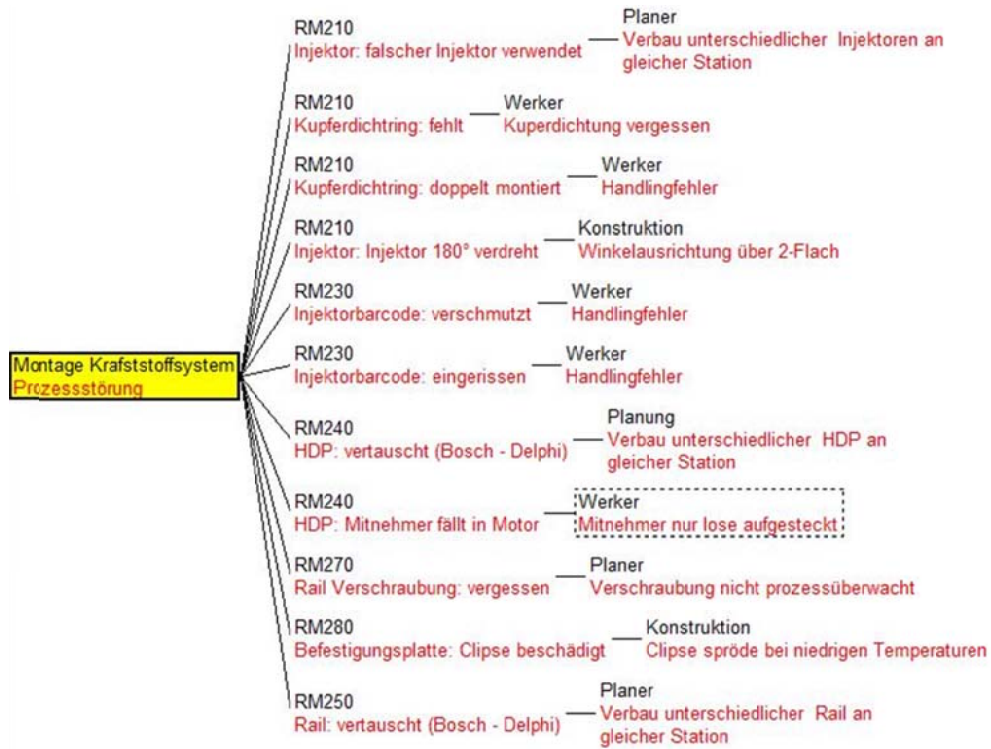 Planer
RM210
Injektor: falscher Injektor verwendet
Verbau unterschiedlicher Injektoren an
gleicher Station
RM210
Werker
Kupferdichtring: fehlt
Kuperdichtung vergessen
RM210
Werker
Kupferdichtring: doppelt montiert
Handlingfehler
RM210
Konstruktion
Injektor: Injektor 180° verdreht
Winkelausrichtung über 2-Flach
RM230
Werker
Injektorbarcode: verschmutzt
Handlingfehler
RM230
Werker
Injektorbarcode: eingerissen
Handlingfehler
Montage Krafststoffsystem
Prozessstörung
RM240
Planung
HDP: vertauscht (Bosch - Delphi)
Verbau unterschiedlicher HDP an
gleicher Station
RM240
Werker
HDP: Mitnehmer fällt in Motor
Mitnehmer nur lose aufgesteckt
RM270
Planer
Rail Verschraubung: vergessen
Verschraubung nicht prozessüberwacht
RM280
Konstruktion
Befestigungsplatte: Clipse beschädigt
Clipse spröde bei niedrigen Temperaturen
RM250
Planer
Rail: vertauscht (Bosch - Delphi)
Verbau unterschiedlicher Rail an
gleicher Station